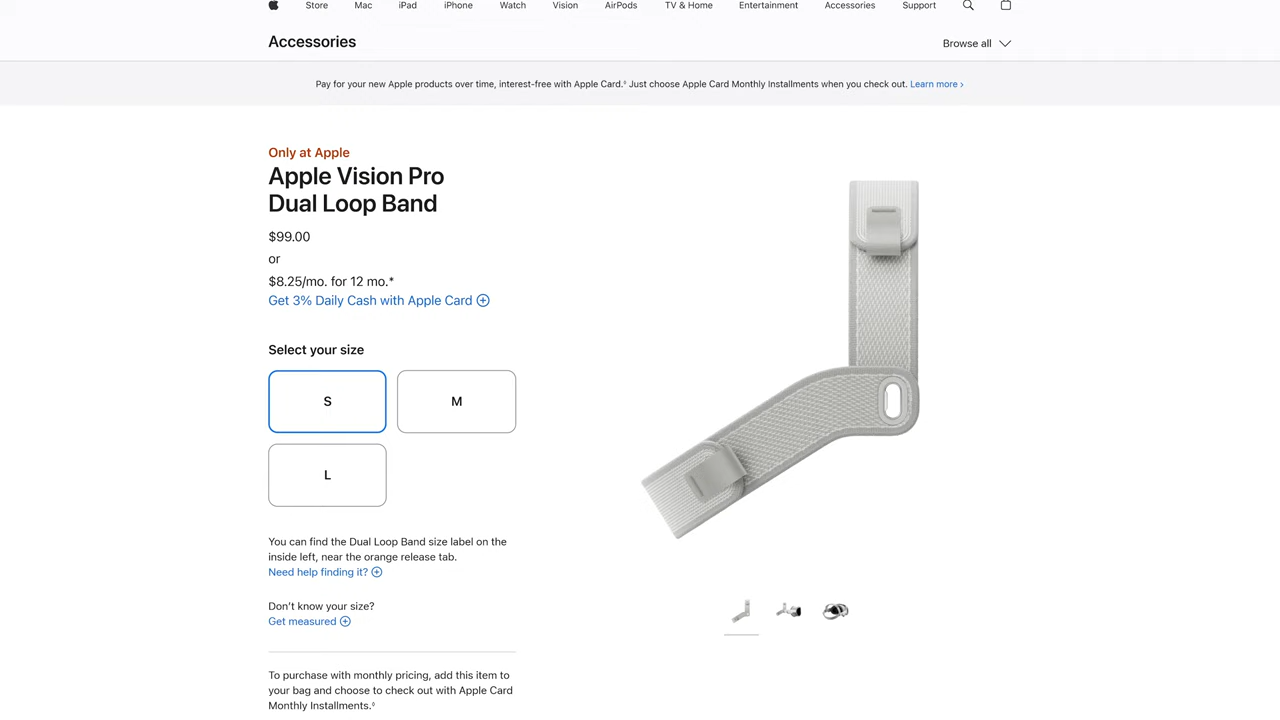 Store Mac iPad iPhone Watch Vision AirPods TV & Home Entertainment Accessories Support
Accessories
Browse all
Pay for your new Apple products over time, interest-free with Apple Card.◊ Just choose Apple Card Monthly Installments when you check out. Learn more ›
Only at Apple
Apple Vision Pro
Dual Loop Band
$99.00
or
$8.25/mo. for 12 mo.*
Get 3% Daily Cash with Apple Card
Select your size
S
M
L
You can find the Dual Loop Band size label on the
inside left, near the orange release tab.
Need help finding it?
Don't know your size?
Get measured
To purchase with monthly pricing, add this item to
your bag and choose to check out with Apple Card
Monthly Installments.◊